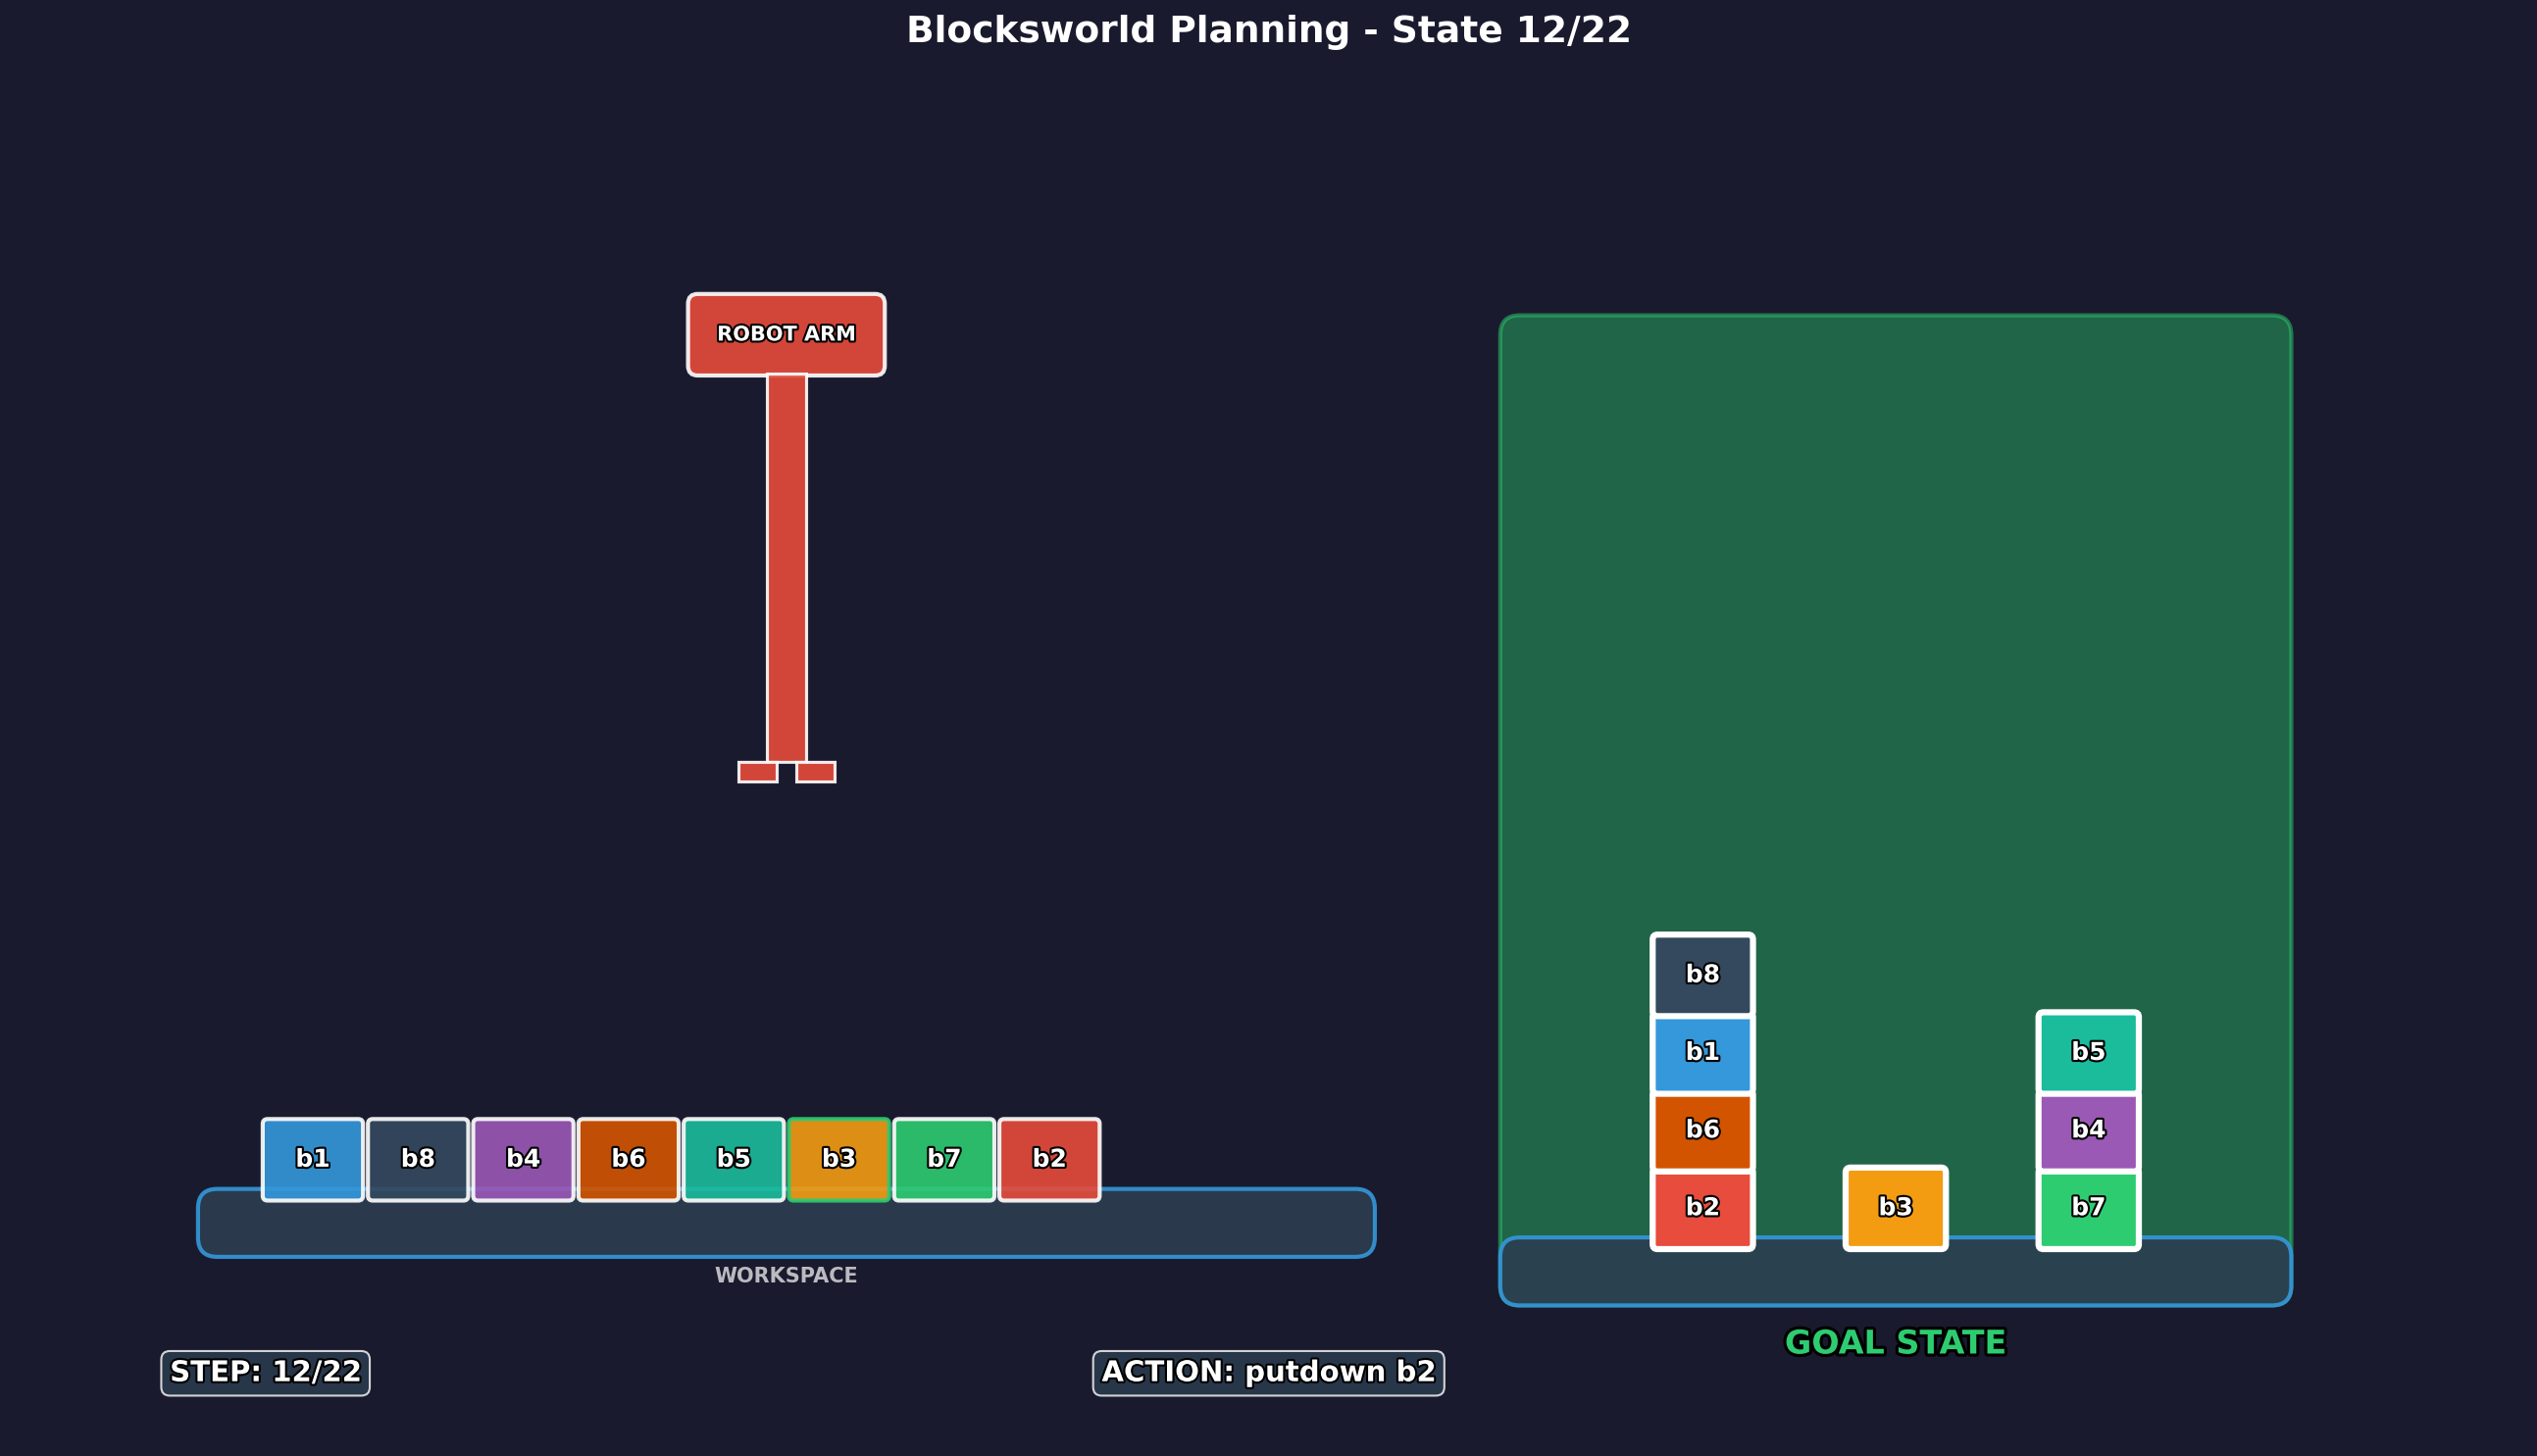 Blocksworld Planning - State 12/22
ROBOT ARM
b8
b1
b5
b6
b4
b2
b3
b7
b1 b8 b4 b6 b5 b3 b7 b2
WORKSPACE
GOAL STATE
STEP: 12/22
ACTION: putdown b2